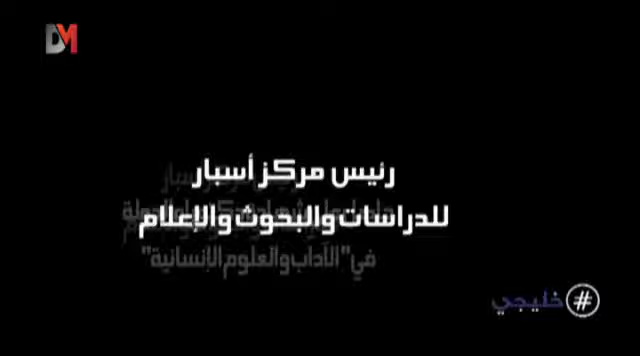 DM
رئيس مركز أسبار
للدراسات والبحوث والإعلام
في "الآداب والعلوم الإنسانية"
#خليجي